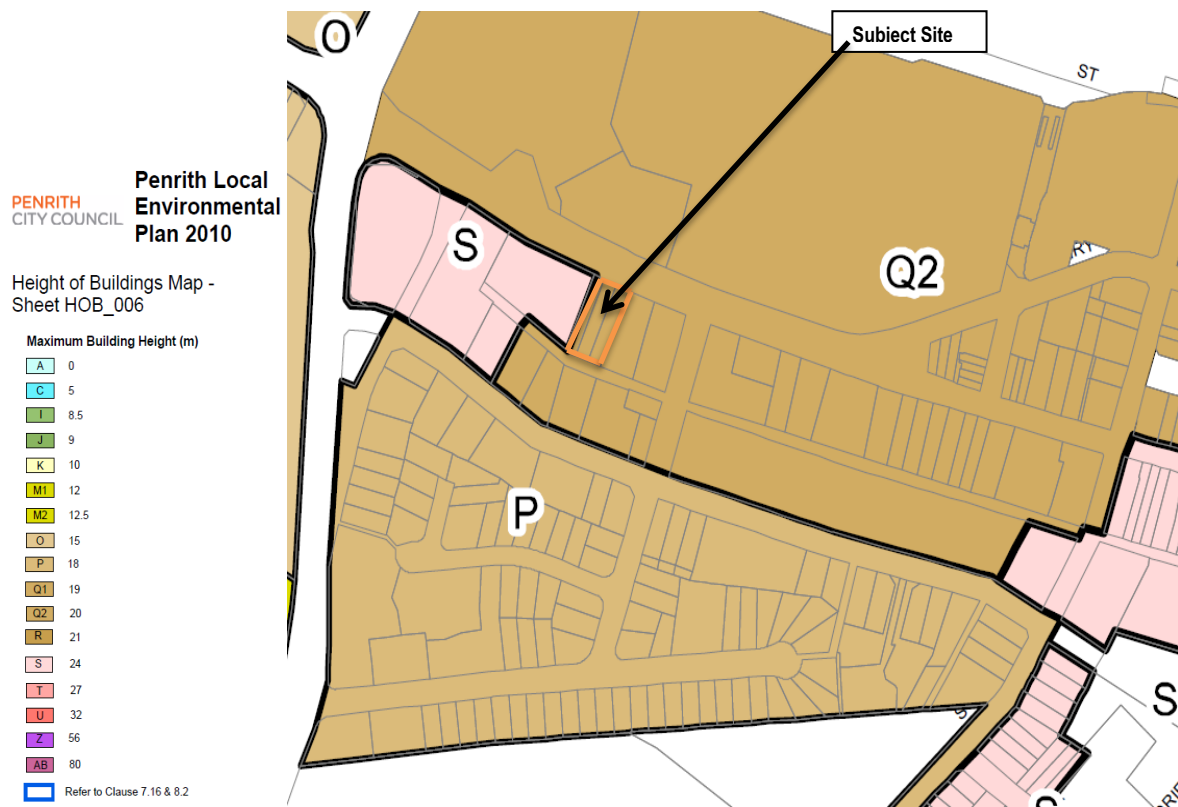 PENRITH
CITY COUNCIL
Penrith Local
Environmental
Plan 2010
Height of Buildings Map -
Sheet HOB_006
Maximum Building Height (m)
A 0
C 5
I 8.5
J 9
K 10
M1 12
M2 12.5
O 15
P 18
Q1 19
Q2 20
R 21
S 24
T 27
U 32
Z 56
AB 80
Refer to Clause 7.16 & 8.2
O
Subiect Site
ST
S
Q2
RY
P
S
S